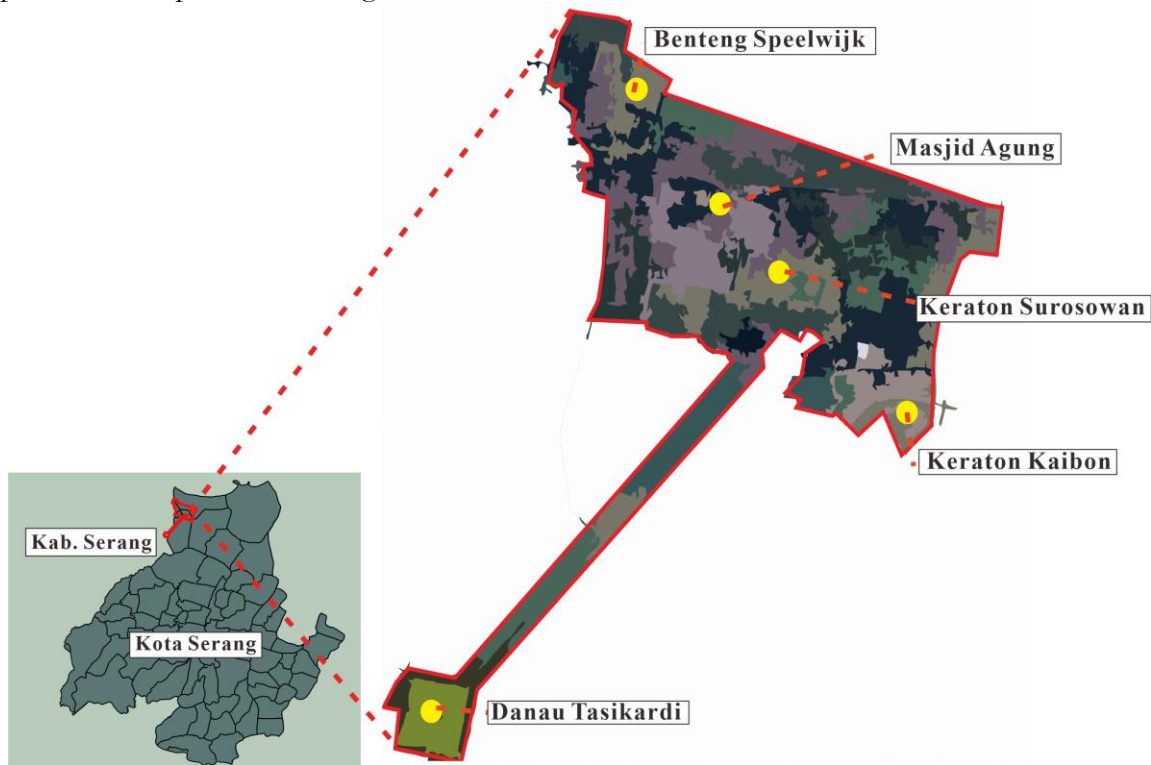 Benteng Speelwijk
Masjid Agung
Keraton Surosowan
Keraton Kaibon
Kab. Serang
Kota Serang
Danau Tasikardi